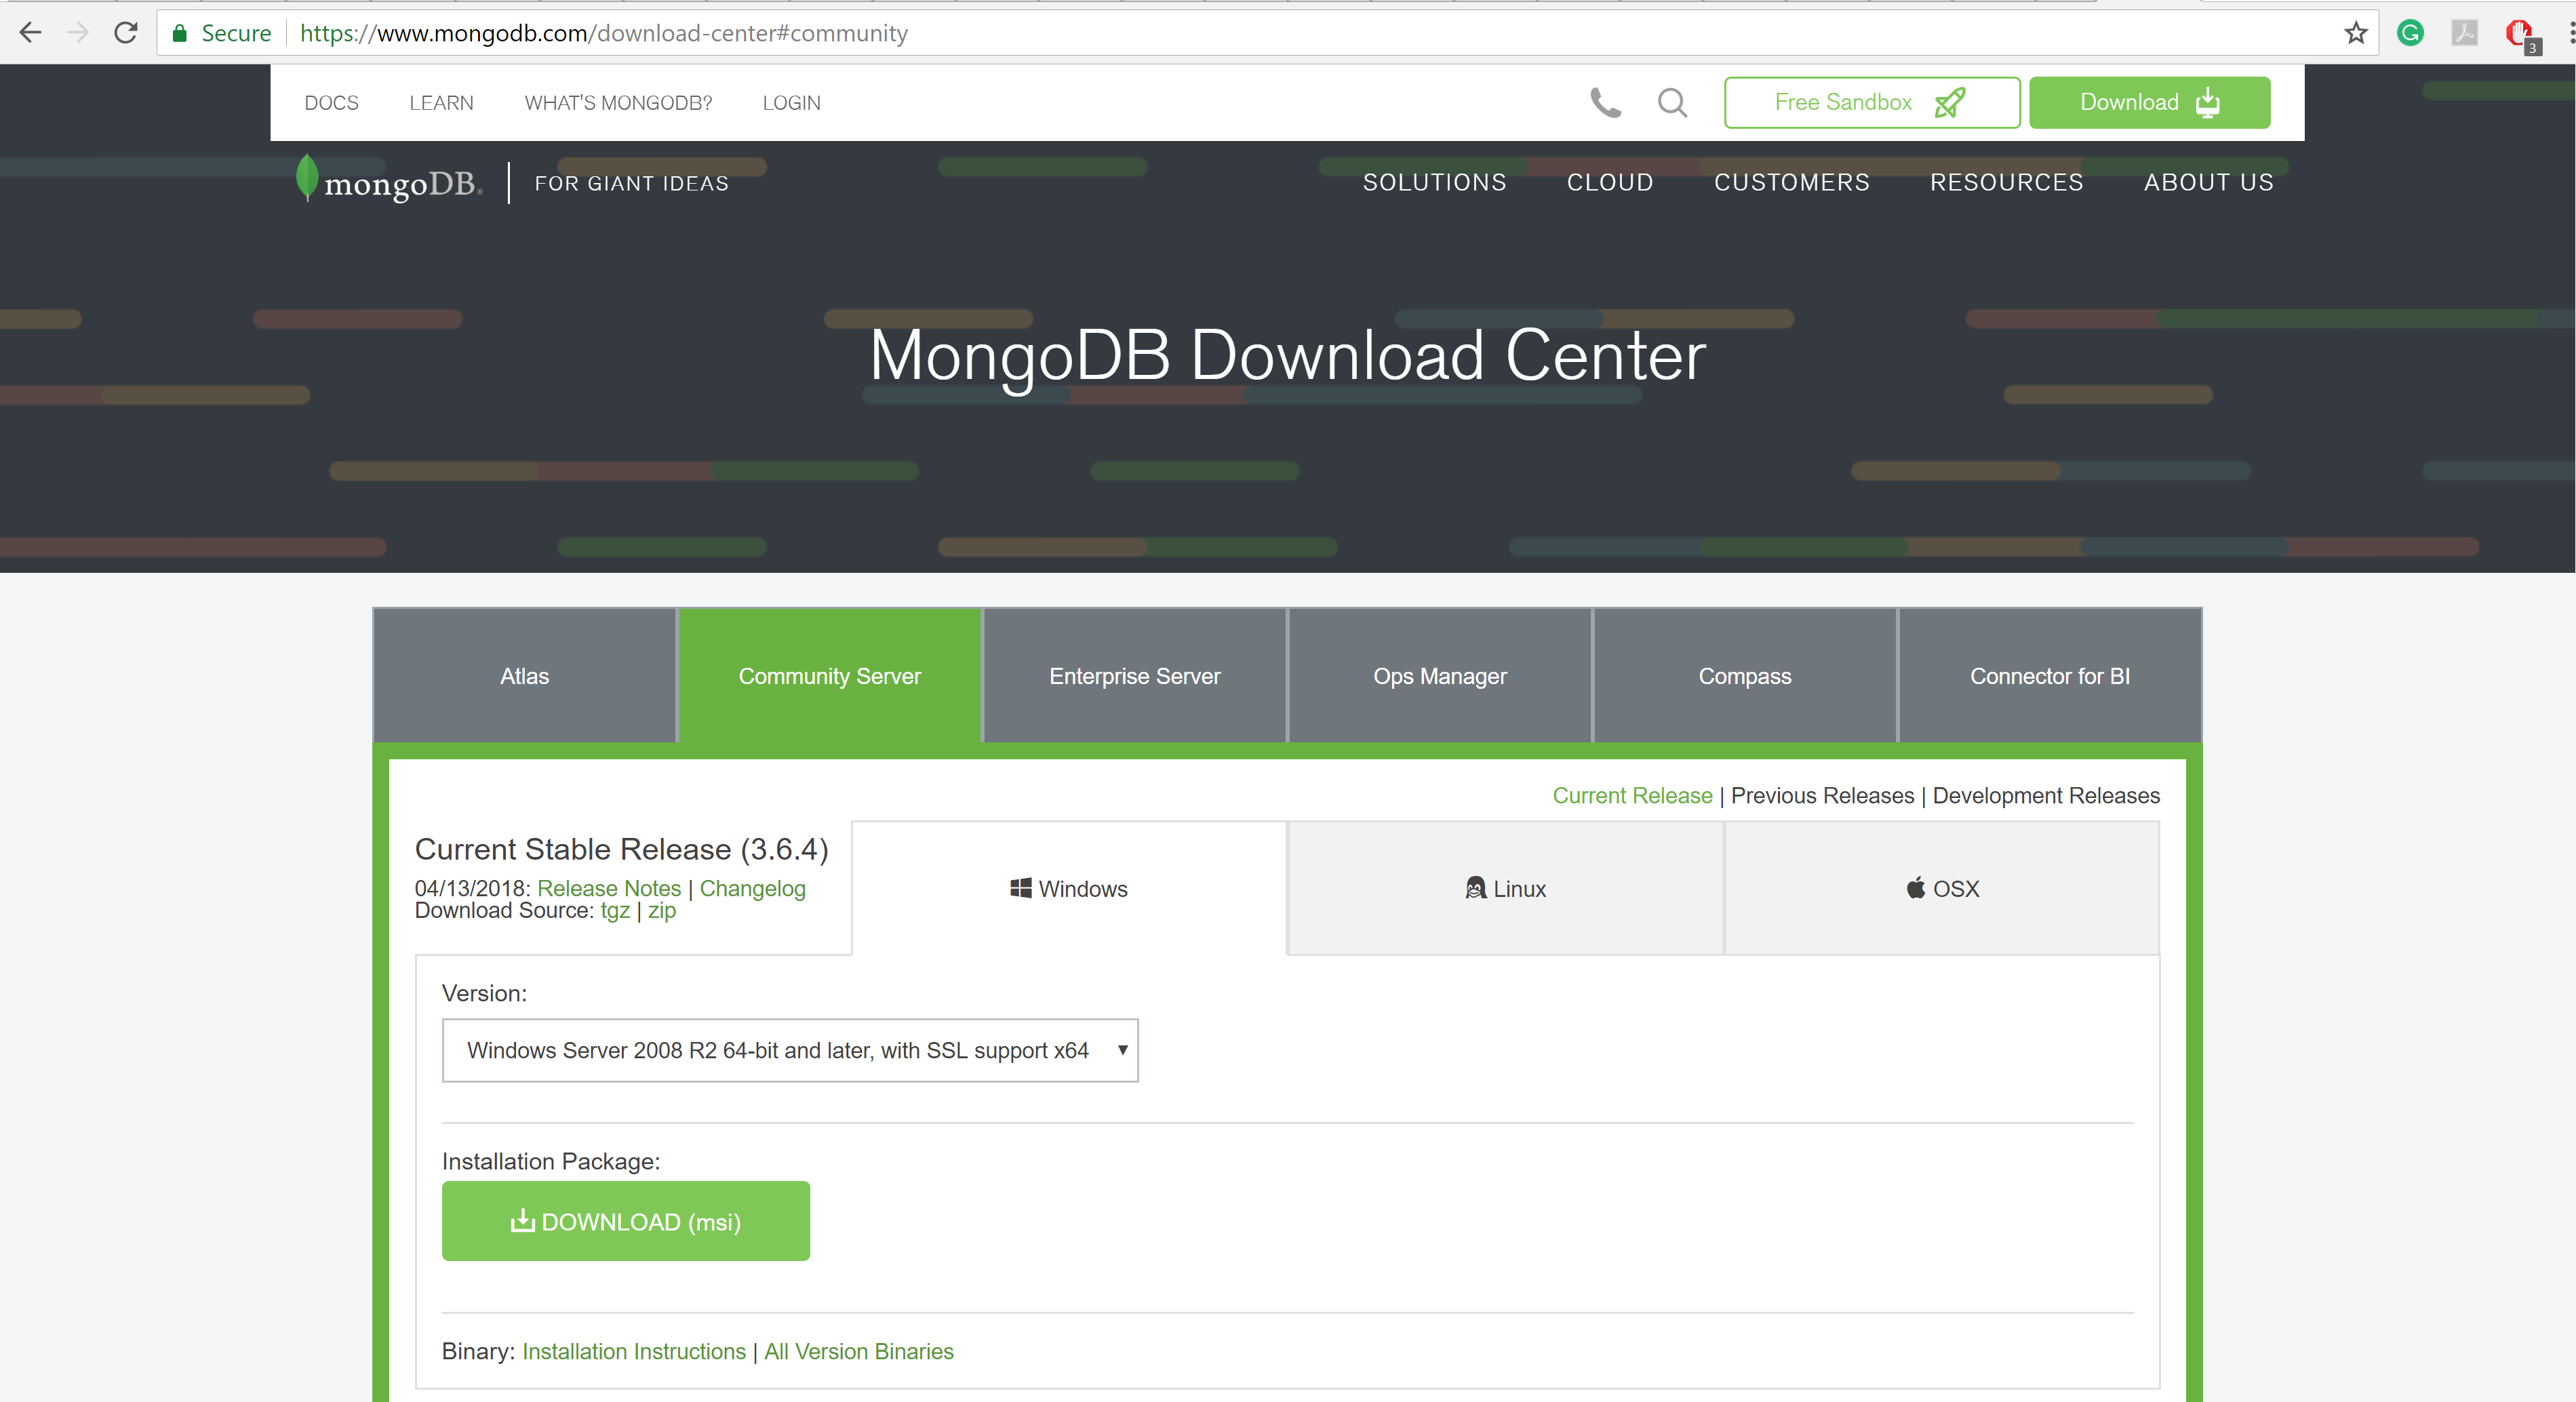 Secure https://www.mongodb.com/download-center#community
3
DOCS LEARN WHAT'S MONGODB? LOGIN Free Sandbox Download
mongoDB. FOR GIANT IDEAS SOLUTIONS CLOUD CUSTOMERS RESOURCES ABOUT US
MongoDB Download Center
Atlas Community Server Enterprise Server Ops Manager Compass Connector for BI
Current Release | Previous Releases | Development Releases
Current Stable Release (3.6.4)
04/13/2018: Release Notes | Changelog
Download Source: tgz | zip
Windows Linux OSX
Version:
Windows Server 2008 R2 64-bit and later, with SSL support x64
Installation Package:
DOWNLOAD (msi)
Binary: Installation Instructions | All Version Binaries